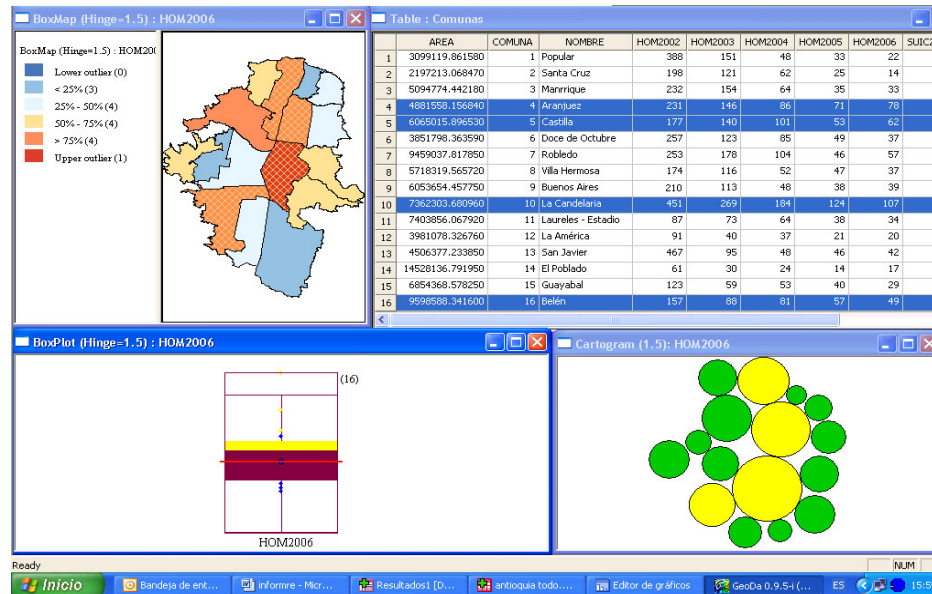 BoxMap (Hinge=1.5) : HOM2006
BoxMap (Hinge=1.5) : HOM200
Lower outlier (0)
< 25% (3)
25% - 50% (4)
50% - 75% (4)
> 75% (4)
Upper outlier (1)
Table : Comunas
AREA COMUNA NOMBRE HOM2002 HOM2003 HOM2004 HOM2005 HOM2006 SUIC2
1 3099119.861580 1 Popular 388 151 48 33 22
2 2197213.068470 2 Santa Cruz 198 121 62 25 14
3 5094774.442180 3 Manrrique 232 154 64 35 33
4 4881558.156840 4 Aranjuez 231 146 86 71 78
5 6065015.896530 5 Castilla 177 140 101 53 62
6 3851798.363590 6 Doce de Octubre 257 123 85 49 37
7 9459037.817850 7 Robledo 253 178 104 46 57
8 5718319.565720 8 Villa Hermosa 174 116 52 47 37
9 6053654.457750 9 Buenos Aires 210 113 48 38 39
10 7362303.680960 10 La Candelaria 451 269 184 124 107
11 7403856.067920 11 Laureles - Estadio 87 73 64 38 34
12 3981078.326760 12 La América 91 40 37 21 20
13 4506377.233850 13 San Javier 467 95 48 46 42
14 14528136.791950 14 El Poblado 61 30 24 14 17
15 6854368.578250 15 Guayabal 123 59 53 40 29
16 9598588.341600 16 Belén 157 88 81 57 49
BoxPlot (Hinge=1.5) : HOM2006
(16)
HOM2006
Cartogram (1.5): HOM2006
Ready
NUM
Inicio
Bandeja de ent...
informre - Micr...
Resultados1 [D...
antioquia todo....
Editor de gráficos
GeoDa 0.9.5-i (...
ES